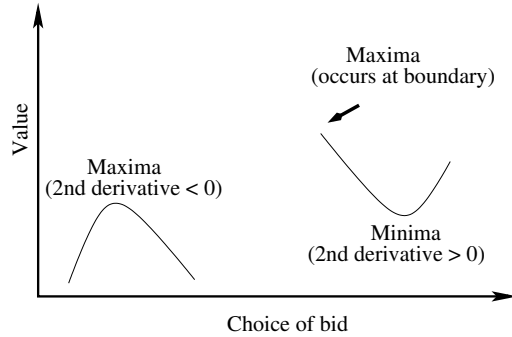 Value
Maxima
(occurs at boundary)
Maxima
(2nd derivative < 0)
Minima
(2nd derivative > 0)
Choice of bid